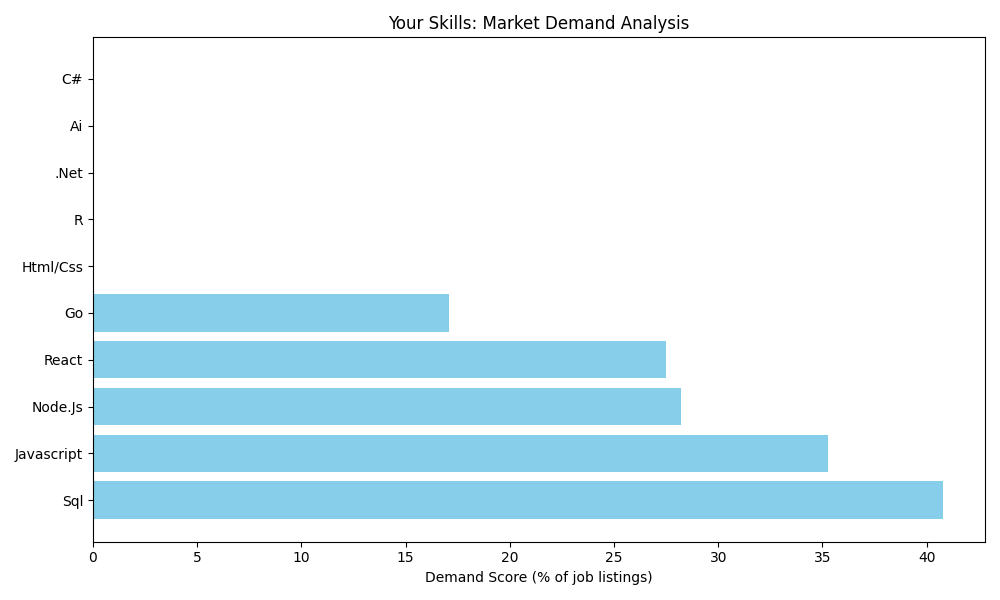 Your Skills: Market Demand Analysis
C#
Ai
.Net
R
Html/Css
Go
React
Node.Js
Javascript
Sql
0 5 10 15 20 25 30 35 40
Demand Score (% of job listings)